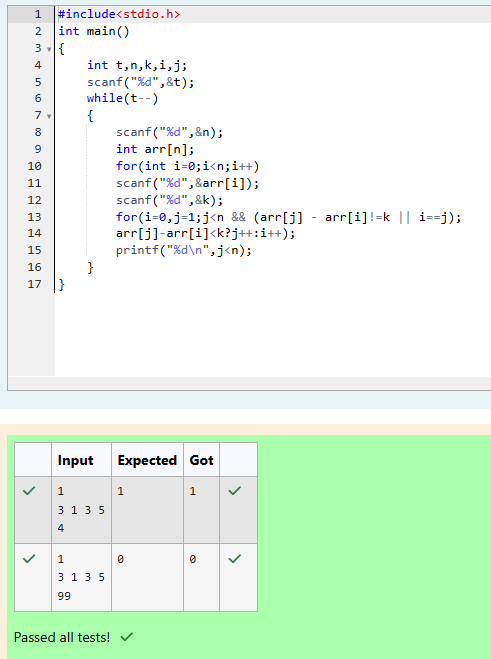 1 #include<stdio.h>
2 int main()
3 {
4 int t,n,k,i,j;
5 scanf("%d",&t);
6 while(t--)
7 {
8 scanf("%d",&n);
9 int arr[n];
10 for(int i=0;i<n;i++)
11 scanf("%d",&arr[i]);
12 scanf("%d",&k);
13 for(i=0,j=1;j<n && (arr[j] - arr[i]!=k || i==j);
14 arr[j]-arr[i]<k?j++:i++);
15 printf("%d\n",j<n);
16 }
17 }
Input Expected Got
1 1 1
3 1 3 5
4
1 0 0
3 1 3 5
99
Passed all tests!